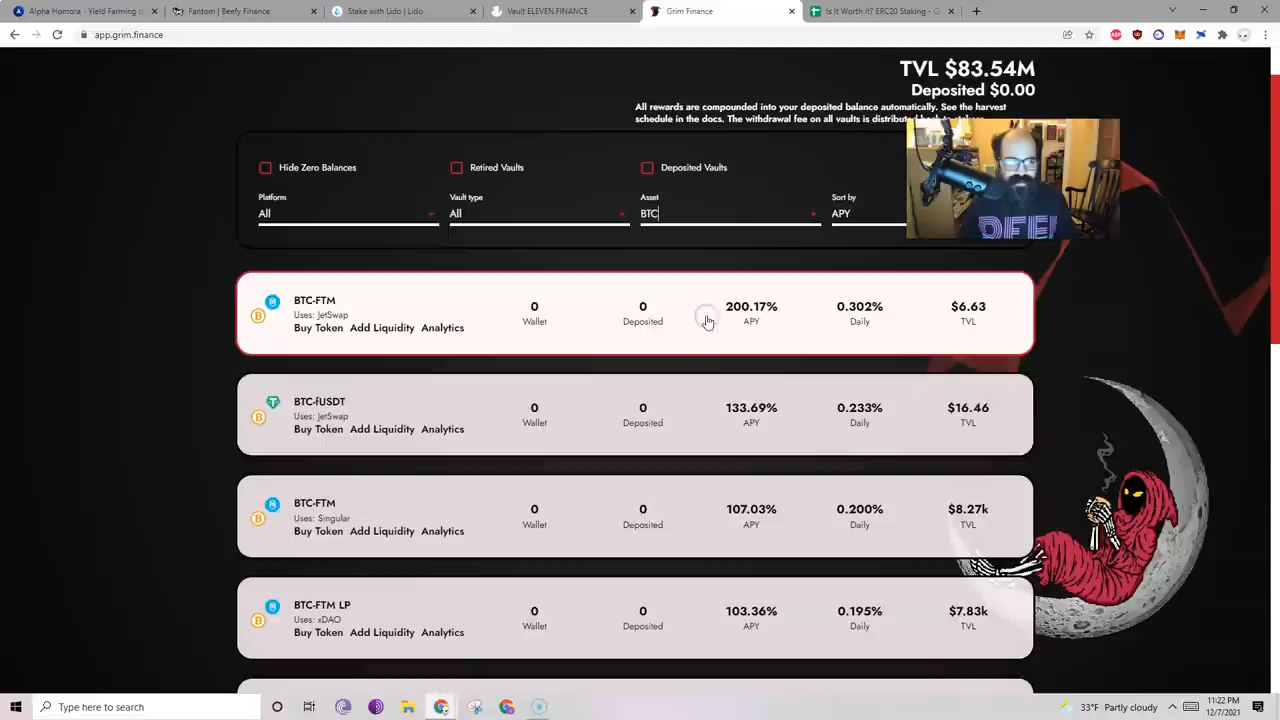 Alpha Homora - Yield Farming c
Fantom | Beefy Finance
Stake with Lido | Lido
Vault ELEVEN.FINANCE
Grim Finance
Is It Worth It? ERC20 Staking - G
app.grim.finance
TVL $83.54M
Deposited $0.00
All rewards are compounded into your deposited balance automatically. See the harvest
schedule in the docs. The withdrawal fee on all vaults is distributed back to
Hide Zero Balances
Retired Vaults
Deposited Vaults
Platform
Vault type
Asset
Sort by
All
All
BTC
APY
BTC-FTM
Uses: JetSwap
Buy Token Add Liquidity Analytics
0
Wallet
0
Deposited
200.17%
APY
0.302%
Daily
$6.63
TVL
BTC-fUSDT
Uses: JetSwap
Buy Token Add Liquidity Analytics
0
Wallet
0
Deposited
133.69%
APY
0.233%
Daily
$16.46
TVL
BTC-FTM
Uses: Singular
Buy Token Add Liquidity Analytics
0
Wallet
0
Deposited
107.03%
APY
0.200%
Daily
$8.27k
TVL
BTC-FTM LP
Uses: xDAO
Buy Token Add Liquidity Analytics
0
Wallet
0
Deposited
103.36%
APY
0.195%
Daily
$7.83k
TVL
Type here to search
33°F Partly cloudy
11:22 PM
12/7/2021